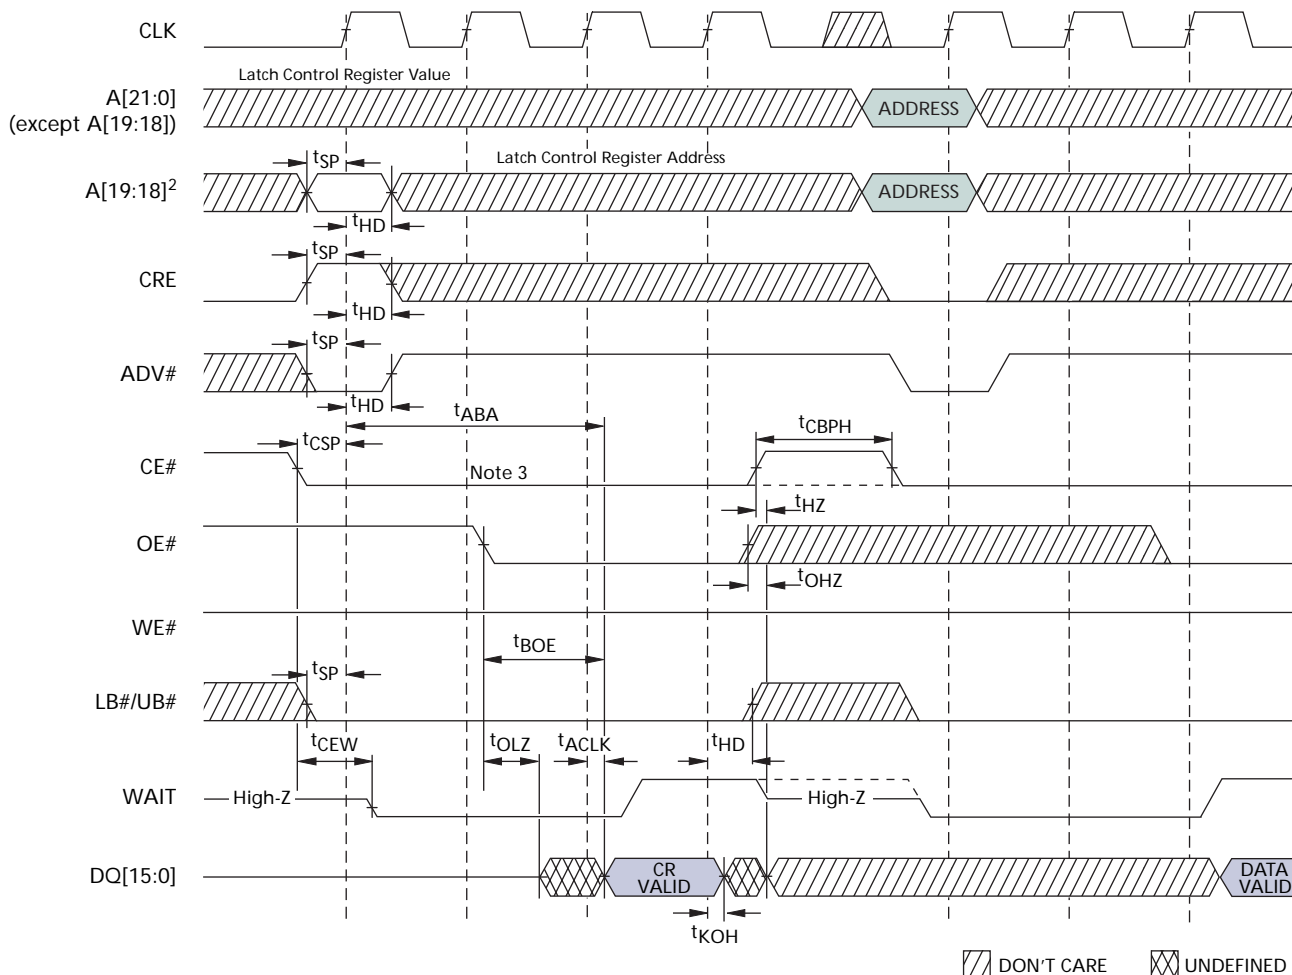 CLK
Latch Control Register Value
A[21:0]
(except A[19:18])
ADDRESS
tSP
Latch Control Register Address
A[19:18]2
ADDRESS
tHD
tSP
CRE
tHD
tSP
ADV#
tHD
tABA
tCSP
tCBPH
CE#
Note 3
tHZ
OE#
tOHZ
WE#
tBOE
tSP
LB#/UB#
tCEW
tOLZ
tACLK
tHD
WAIT
High-Z
High-Z
DQ[15:0]
CR
VALID
DATA
VALID
tKOH
DON'T CARE
UNDEFINED